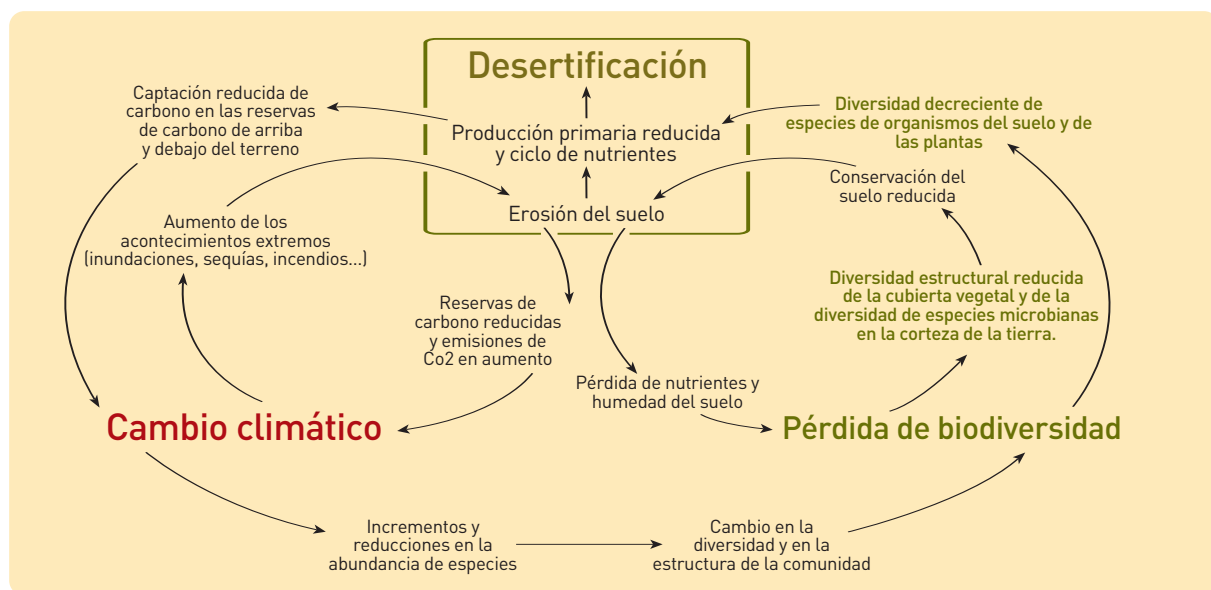 Desertificación
Captación reducida de
carbono en las reservas
de carbono de arriba
y debajo del terreno
Producción primaria reducida
y ciclo de nutrientes
Diversidad decreciente de
especies de organismos del suelo y de
las plantas
Conservación del
suelo reducida
Erosión del suelo
Aumento de los
acontecimientos extremos
(inundaciones, sequías, incendios...)
Diversidad estructural reducida
de la cubierta vegetal y de la
diversidad de especies microbianas
en la corteza de la tierra.
Reservas de
carbono reducidas
y emisiones de
Co2 en aumento
Pérdida de nutrientes y
humedad del suelo
Cambio climático
Pérdida de biodiversidad
Incrementos y
reducciones en la
abundancia de especies
Cambio en la
diversidad y en la
estructura de la comunidad